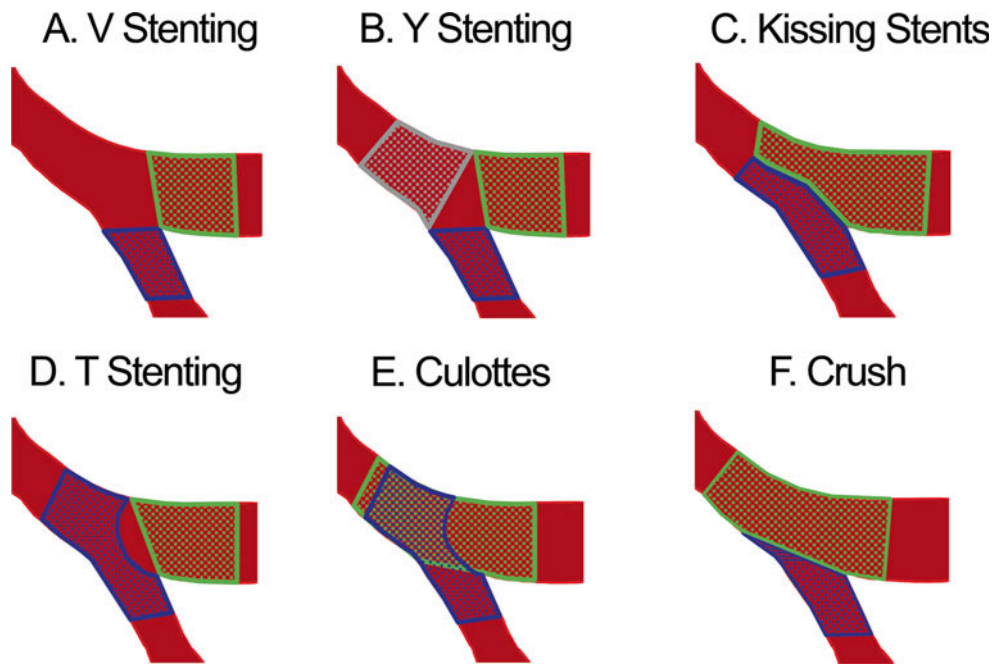 A. V Stenting
B. Y Stenting
C. Kissing Stents
D. T Stenting
E. Culottes
F. Crush